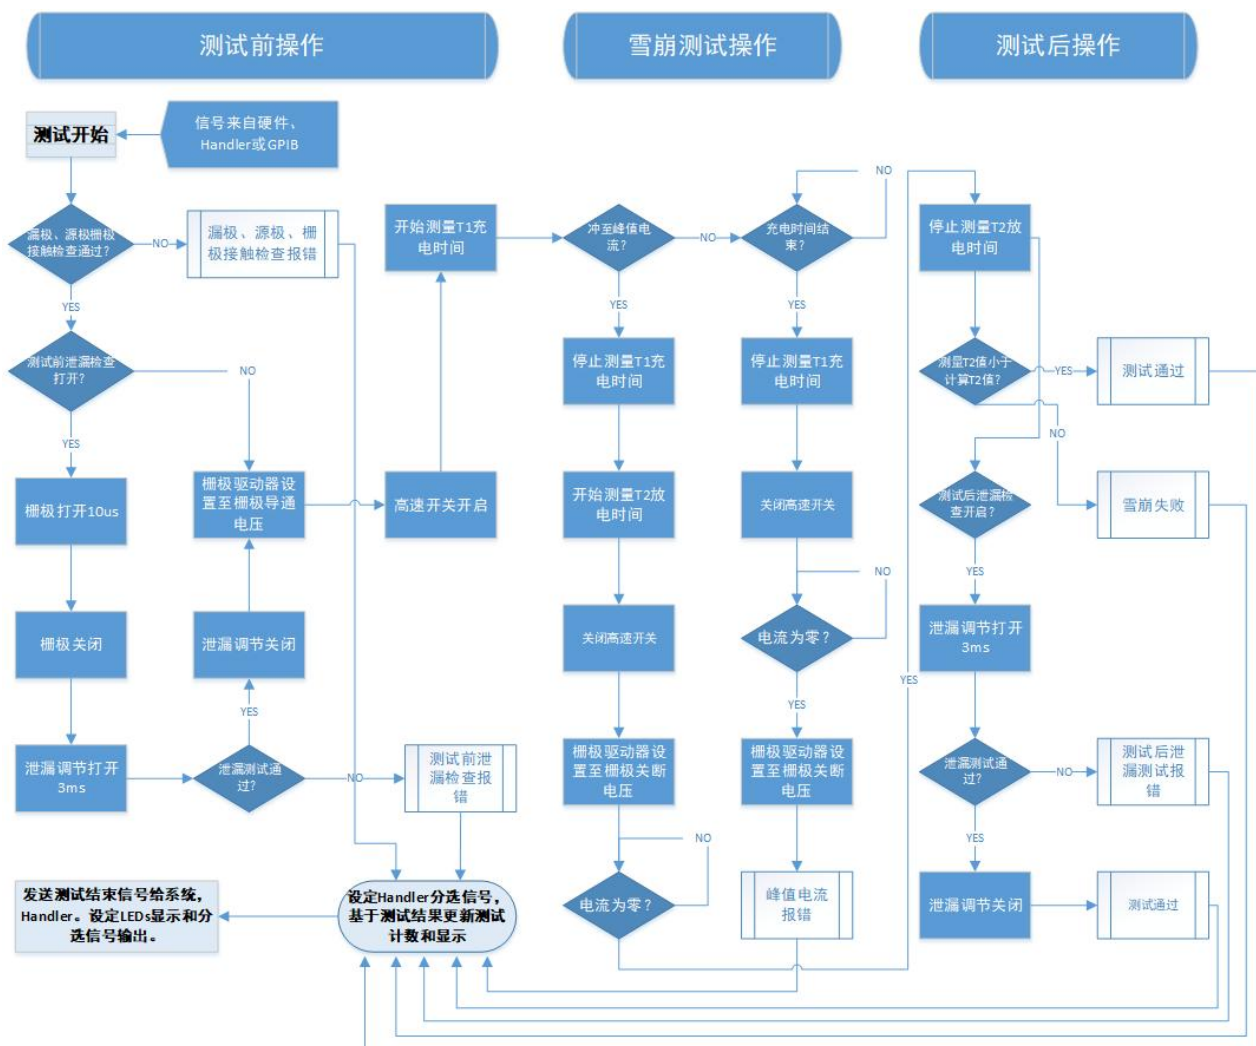 测试前操作
雪崩测试操作
测试后操作
测试开始
信号来自硬件、
Handler或GPIB
漏极、源极栅极
接触检查通过?
NO
漏极、源极、栅
极接触检查报错
YES
测试前泄漏检查
打开?
NO
YES
栅极打开10us
栅极关闭
泄漏调节打开
3ms
泄漏测试通
过?
YES
泄漏调节关闭
栅极驱动器设
置至栅极导通
电压
NO
测试前泄
漏检查报
错
高速开关开启
开始测量T1充
电时间
冲至峰值电
流?
NO
YES
停止测量T1充
电时间
开始测量T2放
电时间
关闭高速开关
栅极驱动器设
置至栅极关断
电压
NO
电流为零?
充电时间结
束?
NO
YES
停止测量T1充
电时间
关闭高速开关
NO
电流为零?
YES
栅极驱动器设
置至栅极关断
电压
峰值电流
报错
YES
停止测量T2放
电时间
测量T2值小于
计算T2值?
YES
测试通过
NO
雪崩失败
测试后泄漏检
查开启?
YES
泄漏调节打开
3ms
泄漏测试通
过?
NO
测试后泄
漏测试报
错
YES
泄漏调节关闭
测试通过
设定Handler分选信号,
基于测试结果更新测试
计数和显示
发送测试结束信号给系统,
Handler。设定LEDs显示和分
选信号输出。